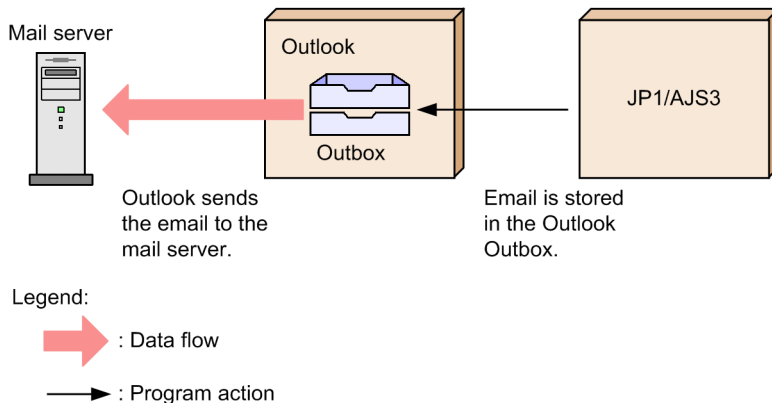 Mail server
Outlook
JP1/AJS3
Outbox
Outlook sends
the email to the
mail server.
Email is stored
in the Outlook
Outbox.
Legend:
: Data flow
: Program action